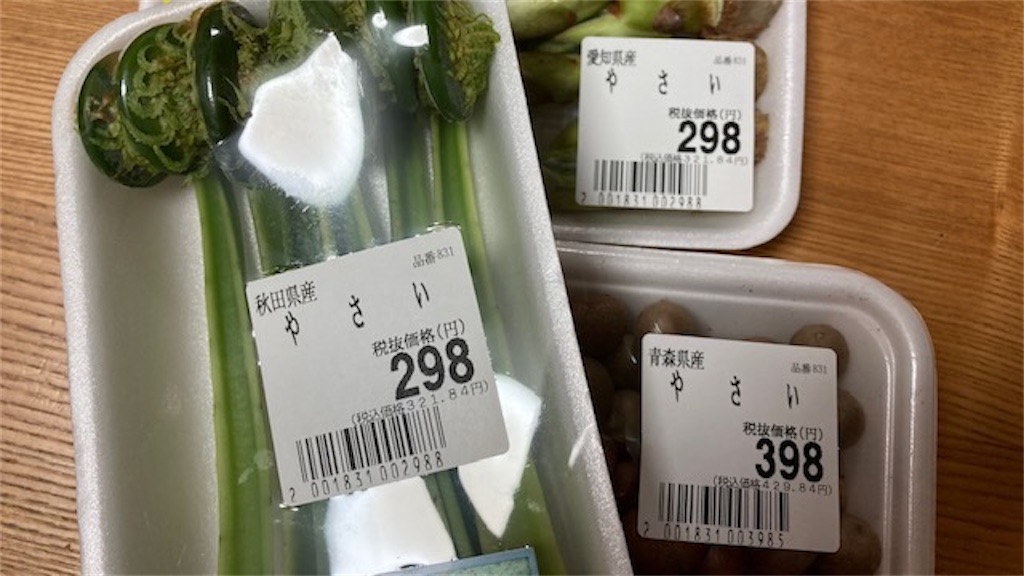 秋田県産 品番831
やさい
税抜価格(円)
298
(税込価格321.84円)
2 001831 002988
愛知県産 品番831
やさい
税抜価格(円)
298
(税込価格321.84円)
2 001831 002988
青森県産 品番831
やさい
税抜価格(円)
398
(税込価格429.84円)
2 001831 003985